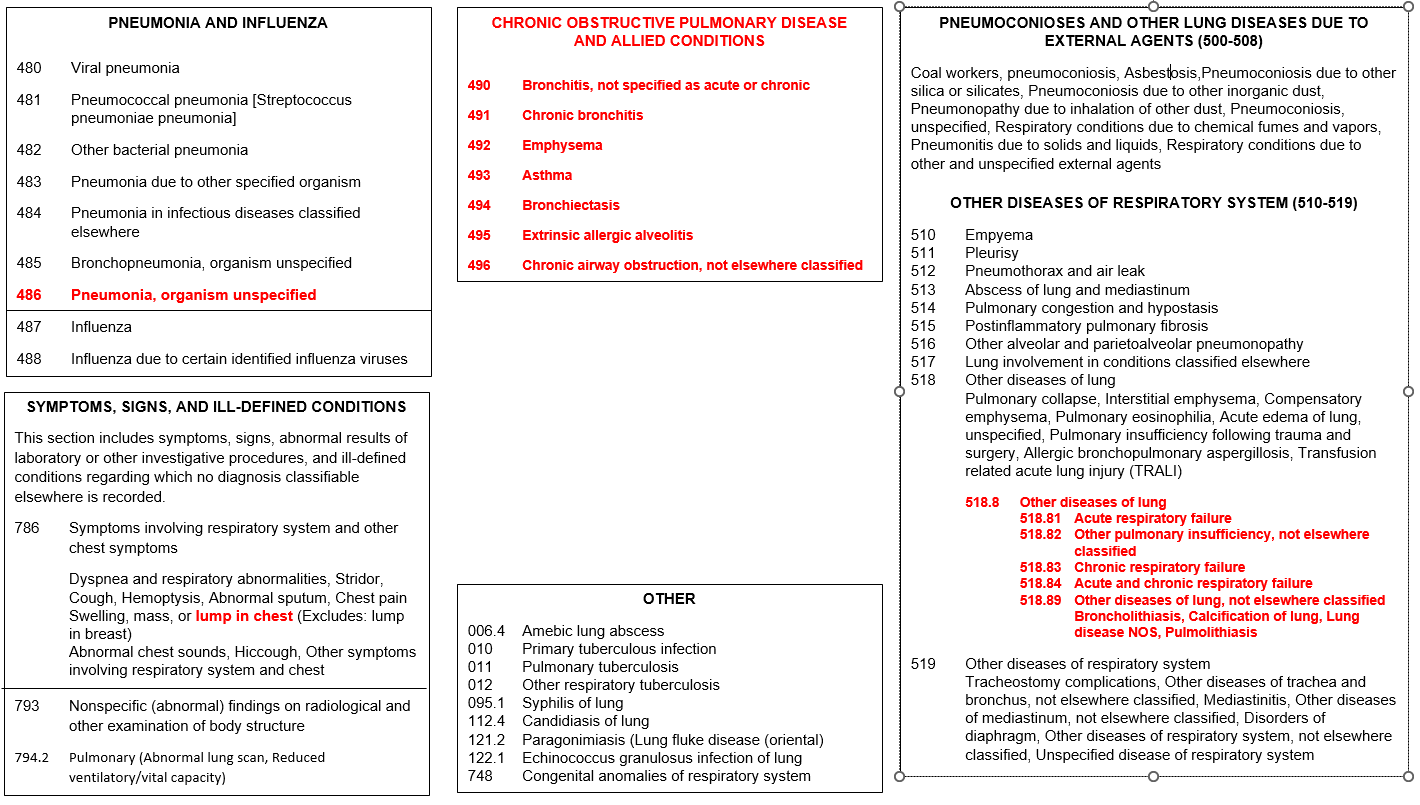 PNEUMONIA AND INFLUENZA
480 Viral pneumonia
481 Pneumococcal pneumonia [Streptococcus
pneumoniae pneumonia]
482 Other bacterial pneumonia
483 Pneumonia due to other specified organism
484 Pneumonia in infectious diseases classified
elsewhere
485 Bronchopneumonia, organism unspecified
486 Pneumonia, organism unspecified
487 Influenza
488 Influenza due to certain identified influenza viruses
SYMPTOMS, SIGNS, AND ILL-DEFINED CONDITIONS
This section includes symptoms, signs, abnormal results of
laboratory or other investigative procedures, and ill-defined
conditions regarding which no diagnosis classifiable
elsewhere is recorded.
786 Symptoms involving respiratory system and other
chest symptoms
Dyspnea and respiratory abnormalities, Stridor,
Cough, Hemoptysis, Abnormal sputum, Chest pain
Swelling, mass, or lump in chest (Excludes: lump
in breast)
Abnormal chest sounds, Hiccough, Other symptoms
involving respiratory system and chest
793 Nonspecific (abnormal) findings on radiological and
other examination of body structure
794.2 Pulmonary (Abnormal lung scan, Reduced
ventilatory/vital capacity)
CHRONIC OBSTRUCTIVE PULMONARY DISEASE
AND ALLIED CONDITIONS
490 Bronchitis, not specified as acute or chronic
491 Chronic bronchitis
492 Emphysema
493 Asthma
494 Bronchiectasis
495 Extrinsic allergic alveolitis
496 Chronic airway obstruction, not elsewhere classified
OTHER
006.4 Amebic lung abscess
010 Primary tuberculous infection
011 Pulmonary tuberculosis
012 Other respiratory tuberculosis
095.1 Syphilis of lung
112.4 Candidiasis of lung
121.2 Paragonimiasis (Lung fluke disease (oriental)
122.1 Echinococcus granulosus infection of lung
748 Congenital anomalies of respiratory system
PNEUMOCONIOSES AND OTHER LUNG DISEASES DUE TO
EXTERNAL AGENTS (500-508)
Coal workers, pneumoconiosis, Asbestosis,Pneumoconiosis due to other
silica or silicates, Pneumoconiosis due to other inorganic dust,
Pneumonopathy due to inhalation of other dust, Pneumoconiosis,
unspecified, Respiratory conditions due to chemical fumes and vapors,
Pneumonitis due to solids and liquids, Respiratory conditions due to
other and unspecified external agents
OTHER DISEASES OF RESPIRATORY SYSTEM (510-519)
510 Empyema
511 Pleurisy
512 Pneumothorax and air leak
513 Abscess of lung and mediastinum
514 Pulmonary congestion and hypostasis
515 Postinflammatory pulmonary fibrosis
516 Other alveolar and parietoalveolar pneumonopathy
517 Lung involvement in conditions classified elsewhere
518 Other diseases of lung
Pulmonary collapse, Interstitial emphysema, Compensatory
emphysema, Pulmonary eosinophilia, Acute edema of lung,
unspecified, Pulmonary insufficiency following trauma and
surgery, Allergic bronchopulmonary aspergillosis, Transfusion
related acute lung injury (TRALI)
518.8 Other diseases of lung
518.81 Acute respiratory failure
518.82 Other pulmonary insufficiency, not elsewhere
classified
518.83 Chronic respiratory failure
518.84 Acute and chronic respiratory failure
518.89 Other diseases of lung, not elsewhere classified
Broncholithiasis, Calcification of lung, Lung
disease NOS, Pulmolithiasis
519 Other diseases of respiratory system
Tracheostomy complications, Other diseases of trachea and
bronchus, not elsewhere classified, Mediastinitis, Other diseases
of mediastinum, not elsewhere classified, Disorders of
diaphragm, Other diseases of respiratory system, not elsewhere
classified, Unspecified disease of respiratory system